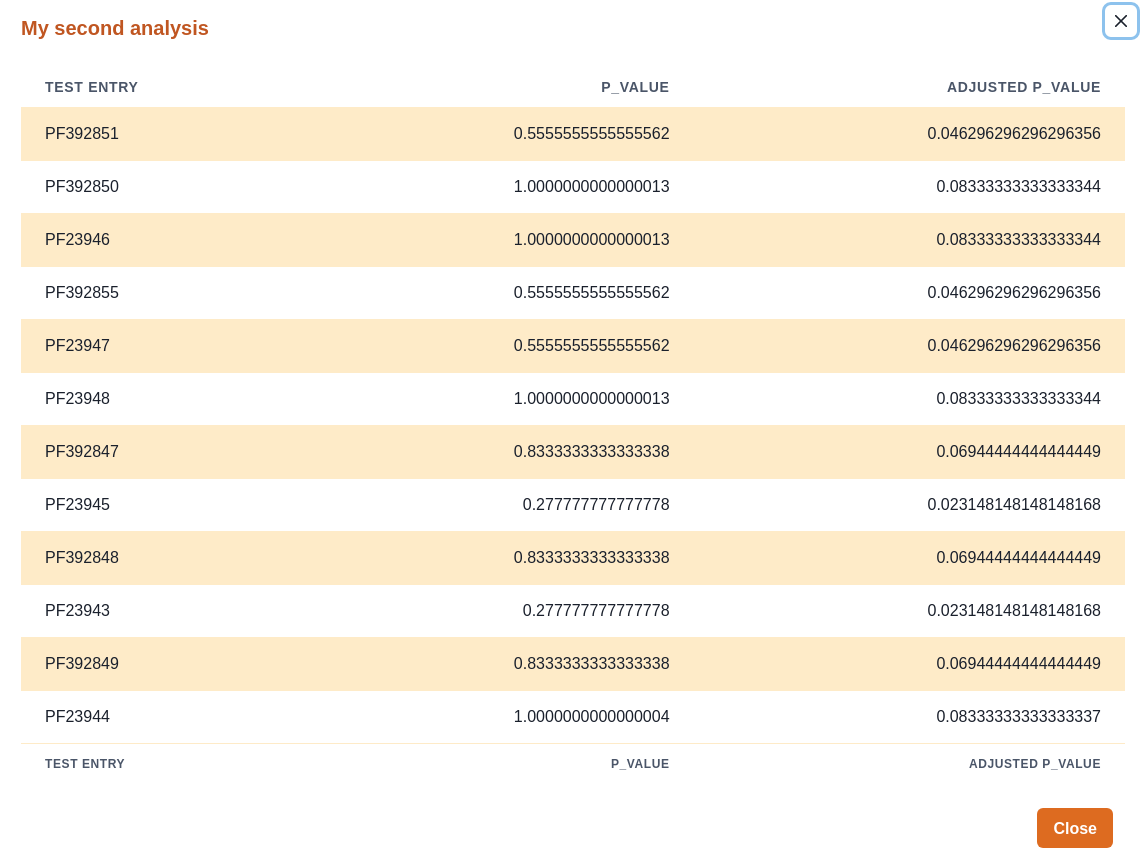 My second analysis
TEST ENTRY P_VALUE ADJUSTED P_VALUE
PF392851 0.5555555555555562 0.046296296296296356
PF392850 1.0000000000000013 0.08333333333333344
PF23946 1.0000000000000013 0.08333333333333344
PF392855 0.5555555555555562 0.046296296296296356
PF23947 0.5555555555555562 0.046296296296296356
PF23948 1.0000000000000013 0.08333333333333344
PF392847 0.8333333333333338 0.06944444444444449
PF23945 0.277777777777778 0.023148148148148168
PF392848 0.8333333333333338 0.06944444444444449
PF23943 0.277777777777778 0.023148148148148168
PF392849 0.8333333333333338 0.06944444444444449
PF23944 1.0000000000000004 0.08333333333333337
TEST ENTRY P_VALUE ADJUSTED P_VALUE
Close